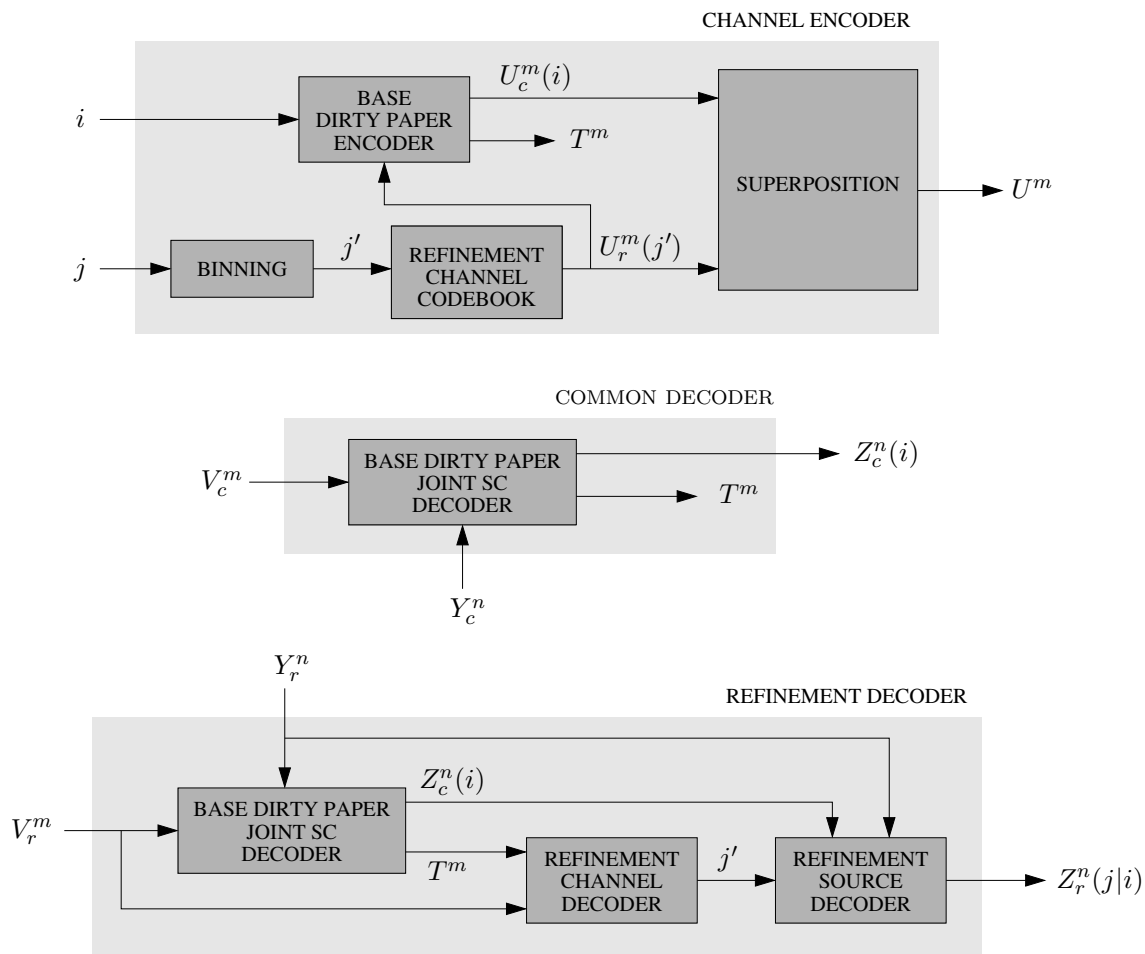 CHANNEL ENCODER
i
BASE
DIRTY PAPER
ENCODER
U_c^m(i)
T^m
SUPERPOSITION
U^m
j
BINNING
j'
REFINEMENT
CHANNEL
CODEBOOK
U_r^m(j')
COMMON DECODER
V_c^m
BASE DIRTY PAPER
JOINT SC
DECODER
Z_c^n(i)
T^m
Y_c^n
Y_r^n
REFINEMENT DECODER
V_r^m
BASE DIRTY PAPER
JOINT SC
DECODER
Z_c^n(i)
T^m
REFINEMENT
CHANNEL
DECODER
j'
REFINEMENT
SOURCE
DECODER
Z_r^n(j|i)